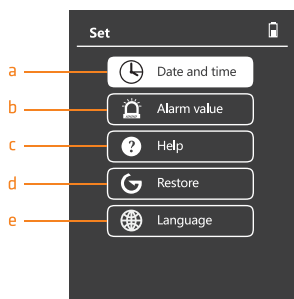 Set
a Date and time
b Alarm value
c Help
d Restore
e Language